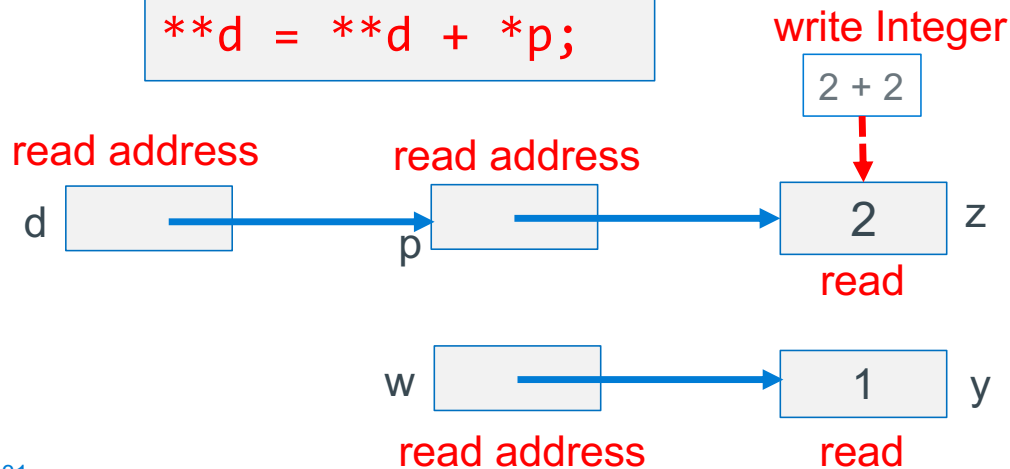 **d = **d + *p;
write Integer
2 + 2
read address
read address
d
p
2
z
read
w
1
y
read address
read